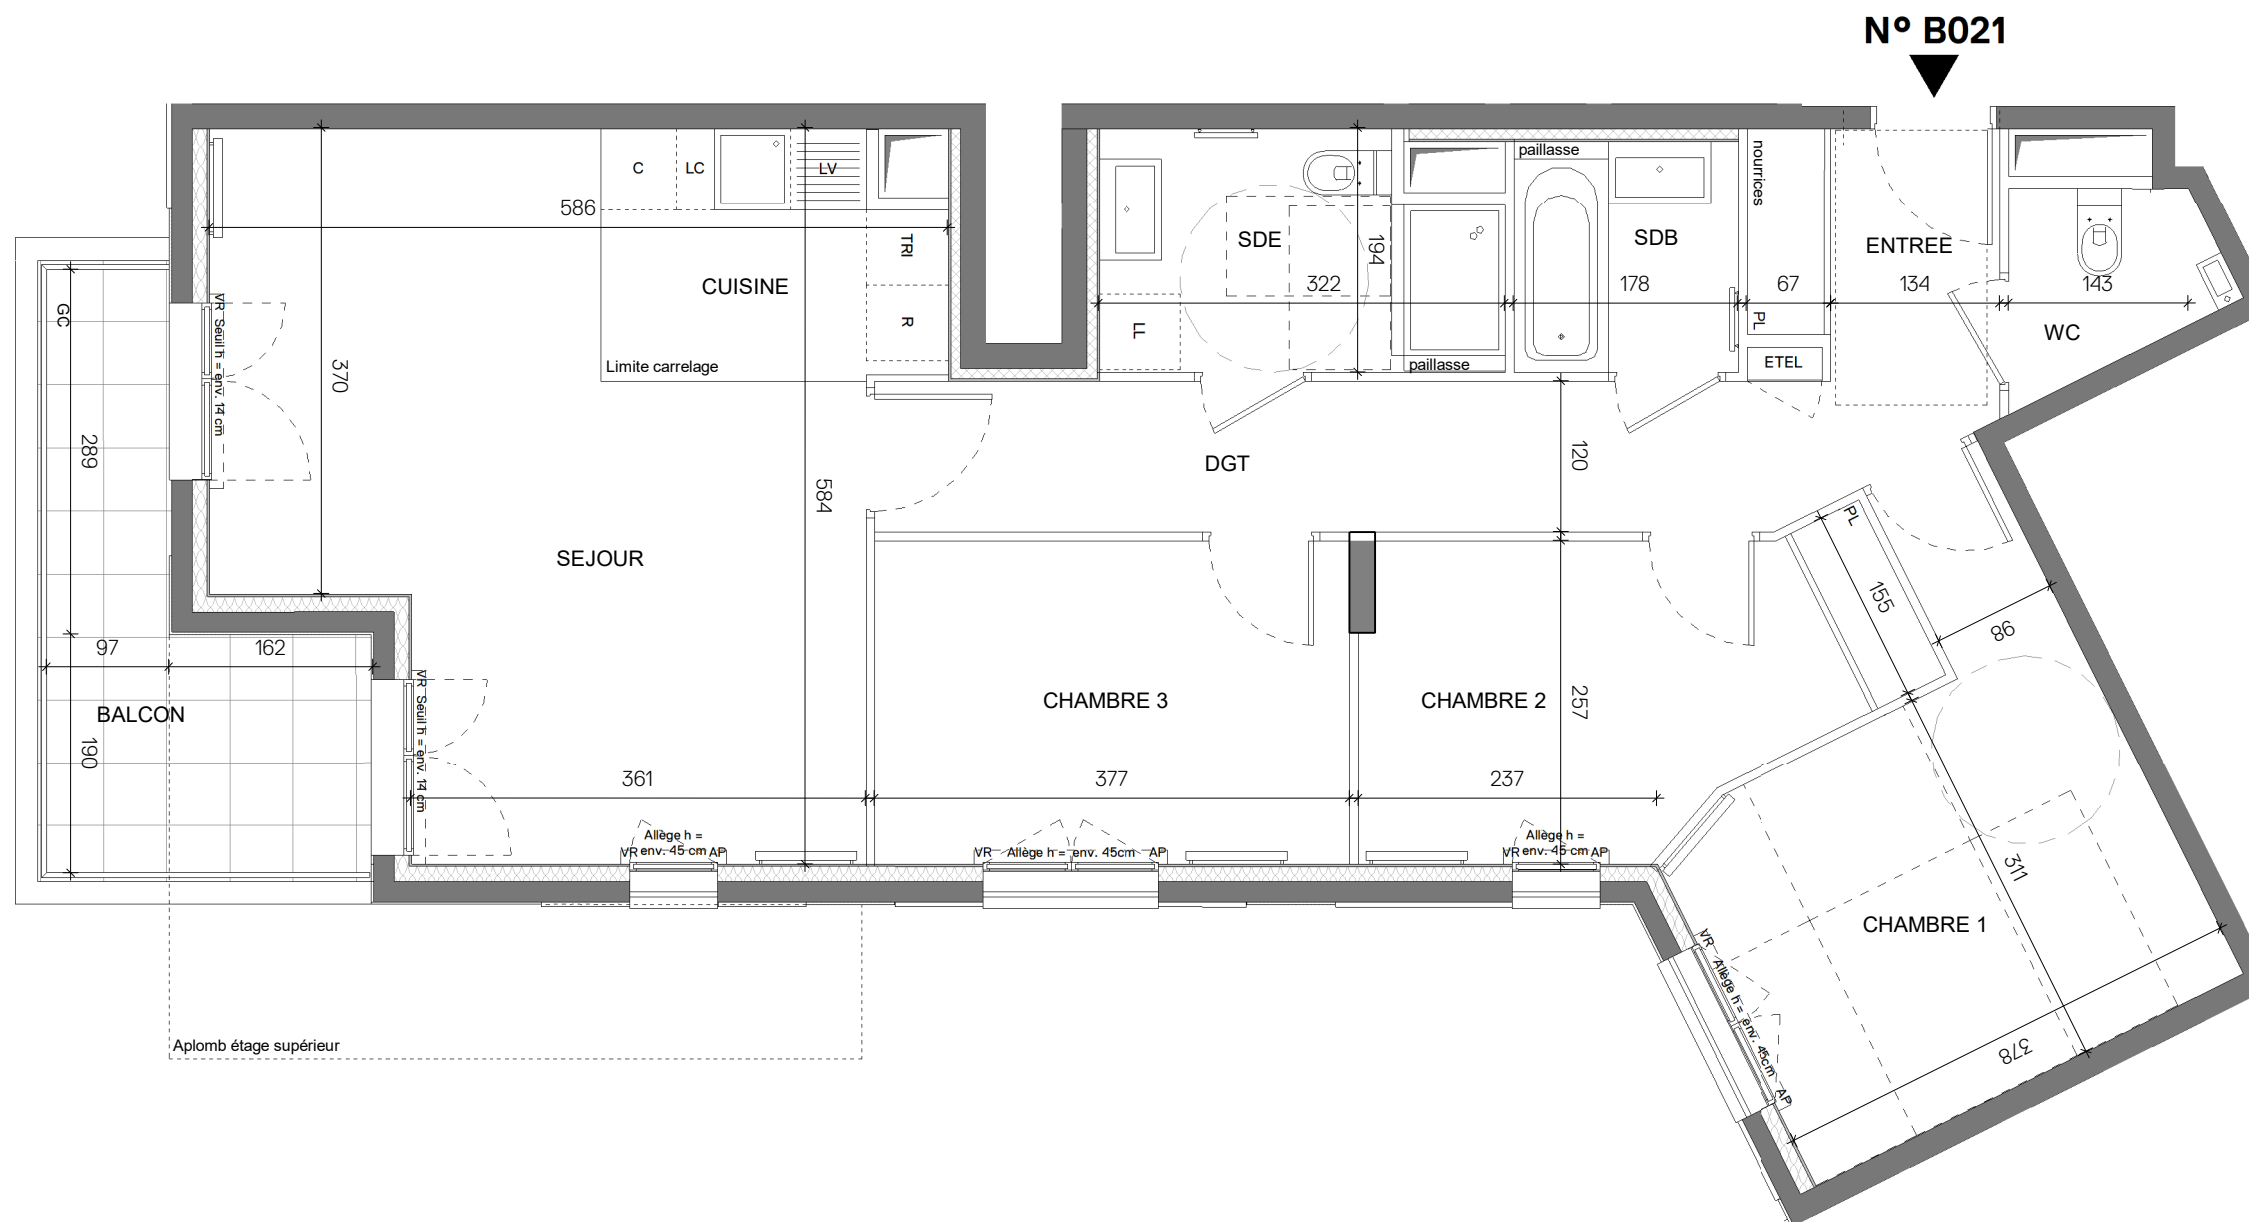 N° B021
C
LC
LV
paillasse
nourrices
586
TRI
SDE
194
SDB
ENTREE
CUISINE
322
178
67
134
143
GC
VR Seuil h = env. 14 cm
R
LL
PL
WC
Limite carrelage
paillasse
ETEL
370
289
584
DGT
120
PL
SEJOUR
155
86
97
162
BALCON
VR Seuil h = env. 14 cm
CHAMBRE 3
CHAMBRE 2
257
190
361
377
237
Allège h =
VR env. 45 cm AP
VR Allège h = env. 45cm AP
Allège h =
VR env. 45 cm AP
311
CHAMBRE 1
VR Allège h = env. 45cm AP
378
Aplomb étage supérieur